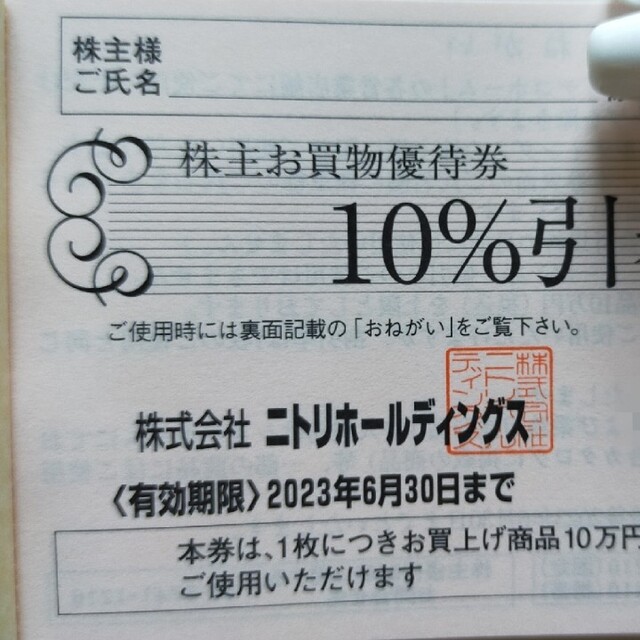 株主様
ご氏名
株主お買物優待券
10%引
ご使用時には裏面記載の「おねがい」をご覧下さい。
株式会社 ニトリホールディングス
〈有効期限〉2023年6月30日まで
本券は、1枚につきお買上げ商品10万円
ご使用いただけます